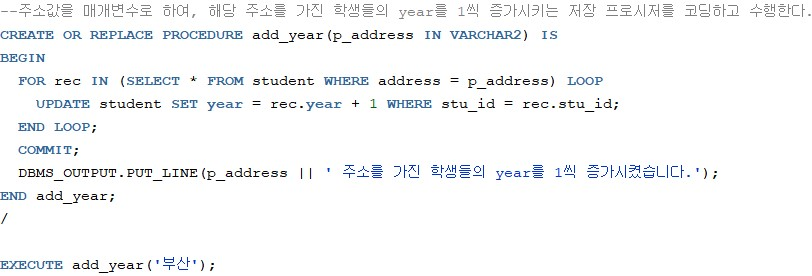 --주소값을 매개변수로 하여, 해당 주소를 가진 학생들의 year를 1씩 증가시키는 저장 프로시저를 코딩하고 수행한다.
CREATE OR REPLACE PROCEDURE add_year(p_address IN VARCHAR2) IS
BEGIN
  FOR rec IN (SELECT * FROM student WHERE address = p_address) LOOP
    UPDATE student SET year = rec.year + 1 WHERE stu_id = rec.stu_id;
  END LOOP;
  COMMIT;
  DBMS_OUTPUT.PUT_LINE(p_address || ' 주소를 가진 학생들의 year를 1씩 증가시켰습니다.');
END add_year;
/
EXECUTE add_year('부산');